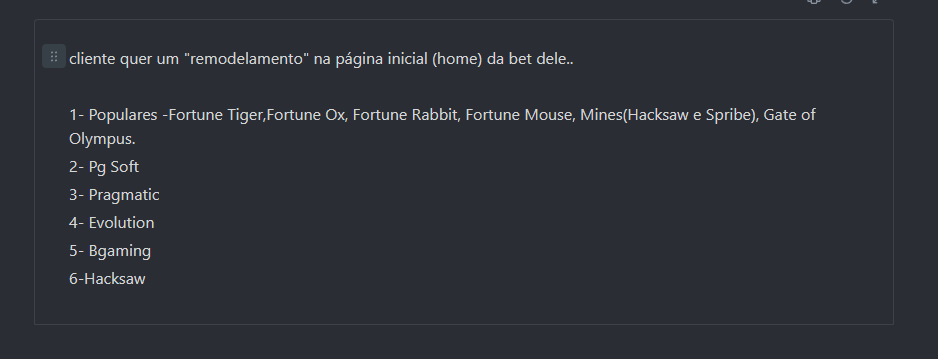 cliente quer um "remodelamento" na página inicial (home) da bet dele..
1- Populares -Fortune Tiger,Fortune Ox, Fortune Rabbit, Fortune Mouse, Mines(Hacksaw e Spribe), Gate of
Olympus.
2- Pg Soft
3- Pragmatic
4- Evolution
5- Bgaming
6-Hacksaw